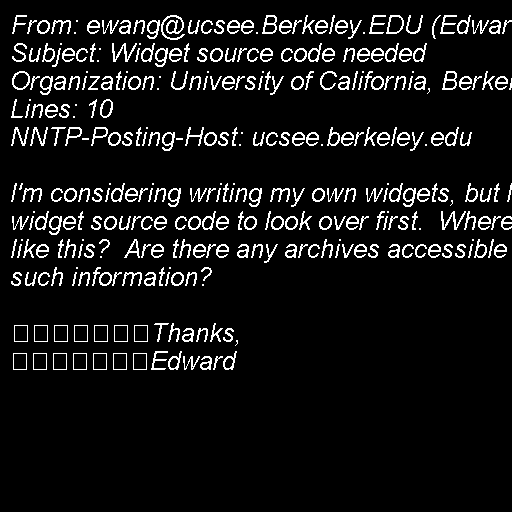 From: ewang@ucsee.Berkeley.EDU (Edwar
Subject: Widget source code needed
Organization: University of California, Berke
Lines: 10
NNTP-Posting-Host: ucsee.berkeley.edu
I'm considering writing my own widgets, but
widget source code to look over first.  Where
like this?  Are there any archives accessible
such information?
Thanks,
Edward